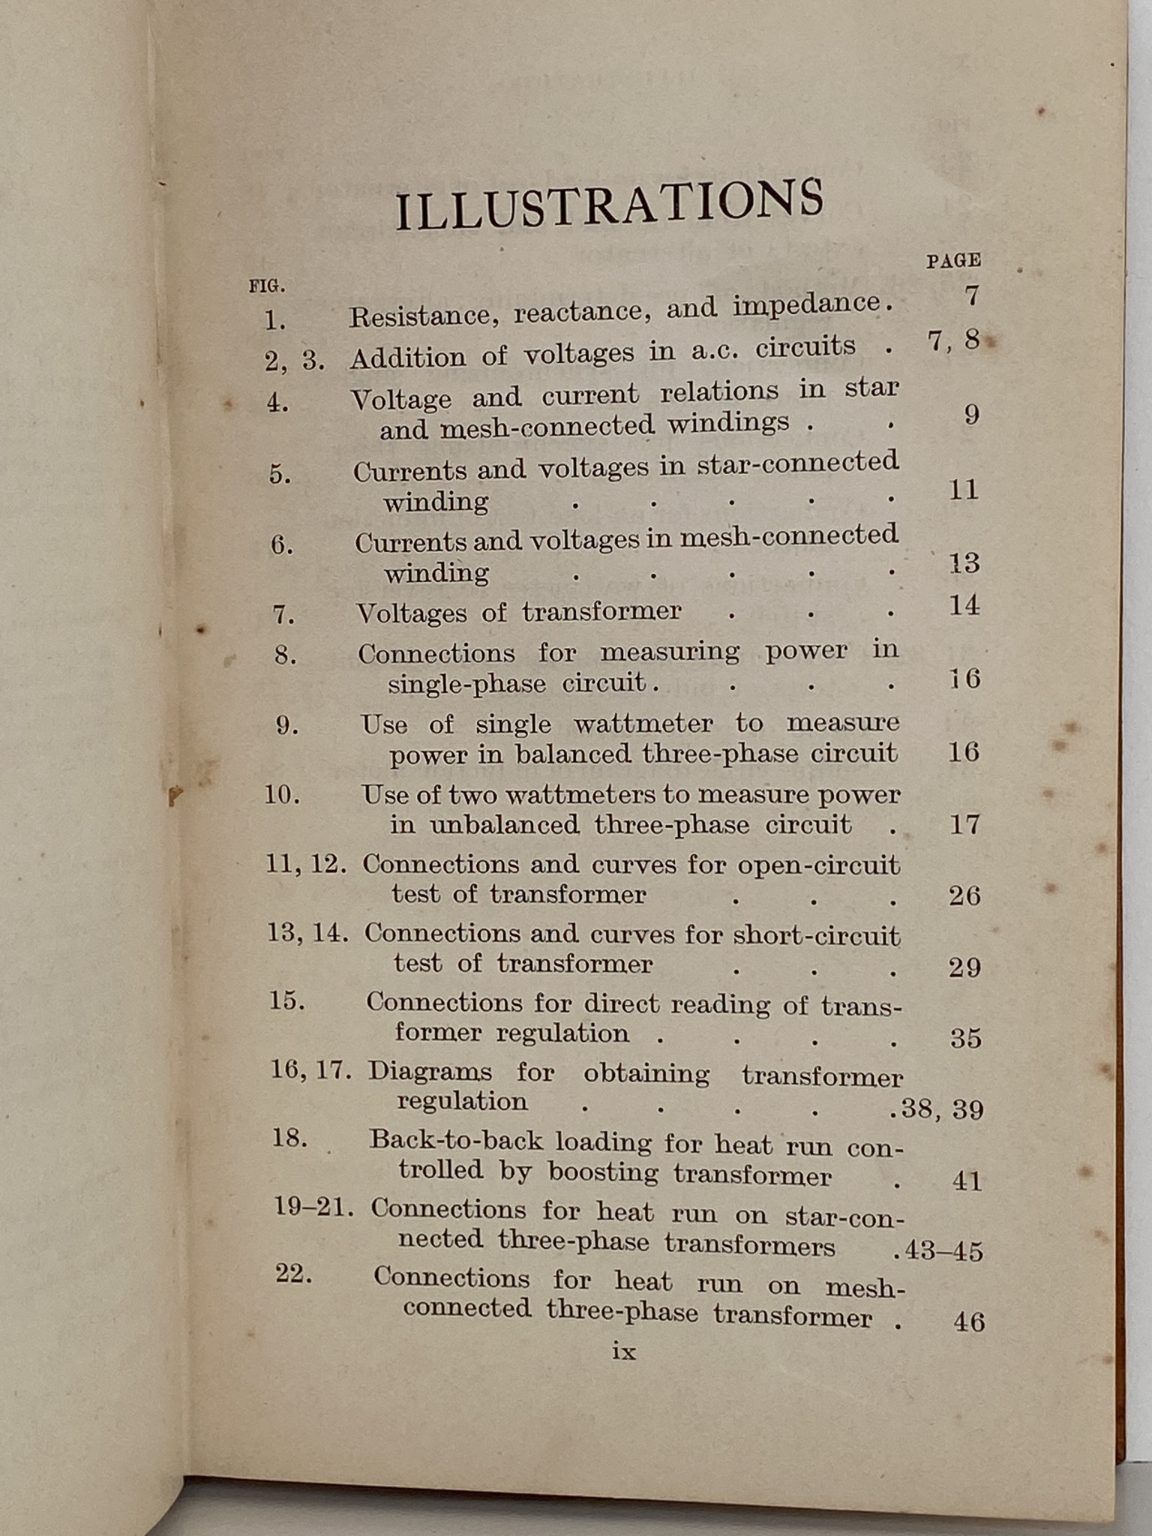 ILLUSTRATIONS
FIG. PAGE
1. Resistance, reactance, and impedance. 7
2, 3. Addition of voltages in a.c. circuits . 7, 8
4. Voltage and current relations in star
and mesh-connected windings . . 9
5. Currents and voltages in star-connected
winding . . . . . 11
6. Currents and voltages in mesh-connected
winding . . . . . 13
7. Voltages of transformer . . . 14
8. Connections for measuring power in
single-phase circuit. . . . 16
9. Use of single wattmeter to measure
power in balanced three-phase circuit 16
10. Use of two wattmeters to measure power
in unbalanced three-phase circuit . 17
11, 12. Connections and curves for open-circuit
test of transformer . . . 26
13, 14. Connections and curves for short-circuit
test of transformer . . . 29
15. Connections for direct reading of trans-
former regulation . . . . 35
16, 17. Diagrams for obtaining transformer
regulation . . . . .38, 39
18. Back-to-back loading for heat run con-
trolled by boosting transformer . 41
19–21. Connections for heat run on star-con-
nected three-phase transformers .43–45
22. Connections for heat run on mesh-
connected three-phase transformer . 46
ix